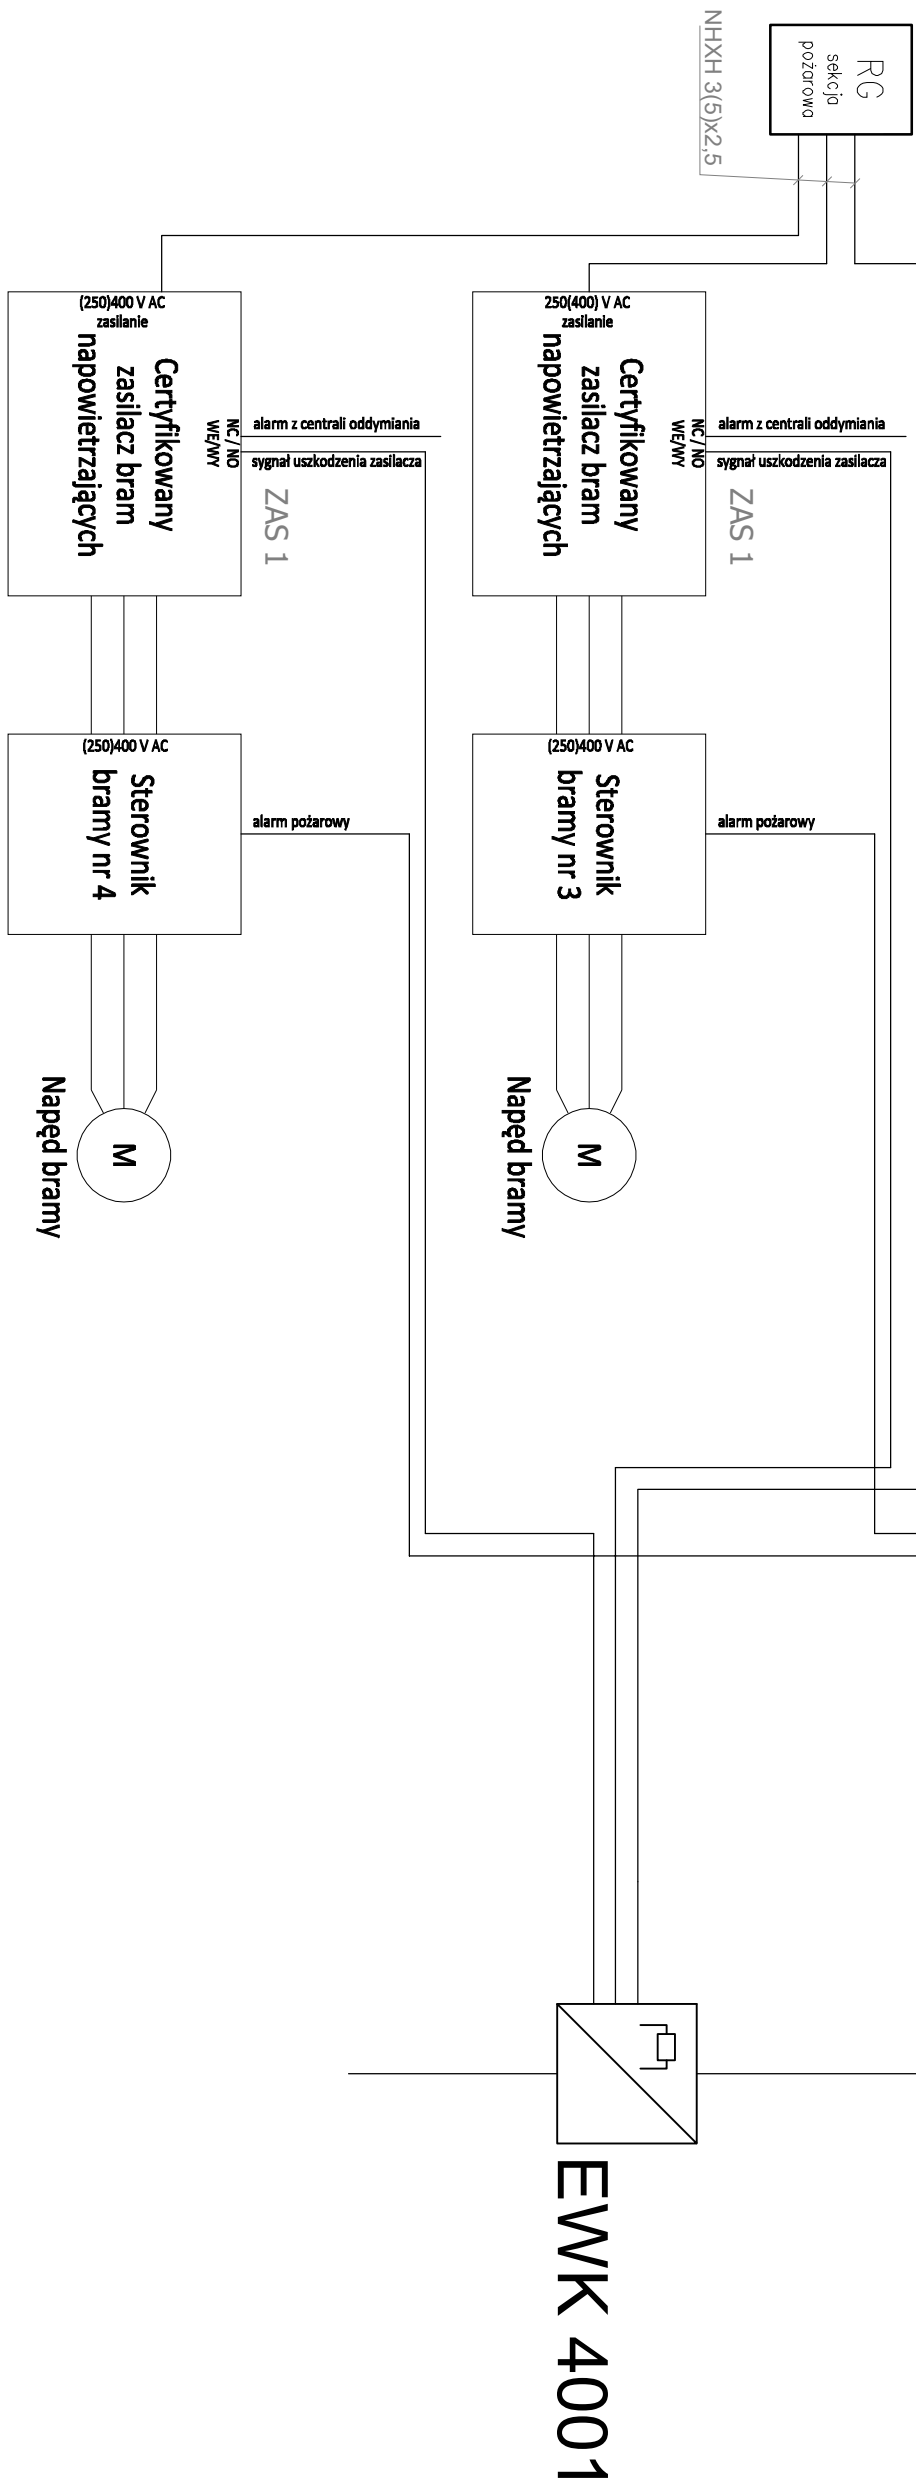 RG
sekcja
pożarowa
NHXH 3(5)x2,5
(250)400 V AC
zasilanie
Certyfikowany
zasilacz bram
napowietrzających
NC / NO
WE/WY
alarm z centrali oddymiania
sygnał uszkodzenia zasilacza
ZAS 1
250(400) V AC
zasilanie
Certyfikowany
zasilacz bram
napowietrzających
NC / NO
WE/WY
alarm z centrali oddymiania
sygnał uszkodzenia zasilacza
ZAS 1
(250)400 V AC
Sterownik
bramy nr 4
alarm pożarowy
(250)400 V AC
Sterownik
bramy nr 3
alarm pożarowy
M
Napęd bramy
M
Napęd bramy
EWK 4001